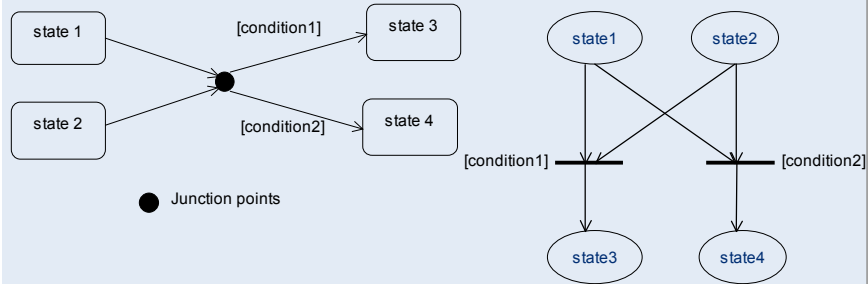 state 1
[condition1]
state 3
state 2
[condition2]
state 4
Junction points
state1
state2
[condition1]
[condition2]
state3
state4